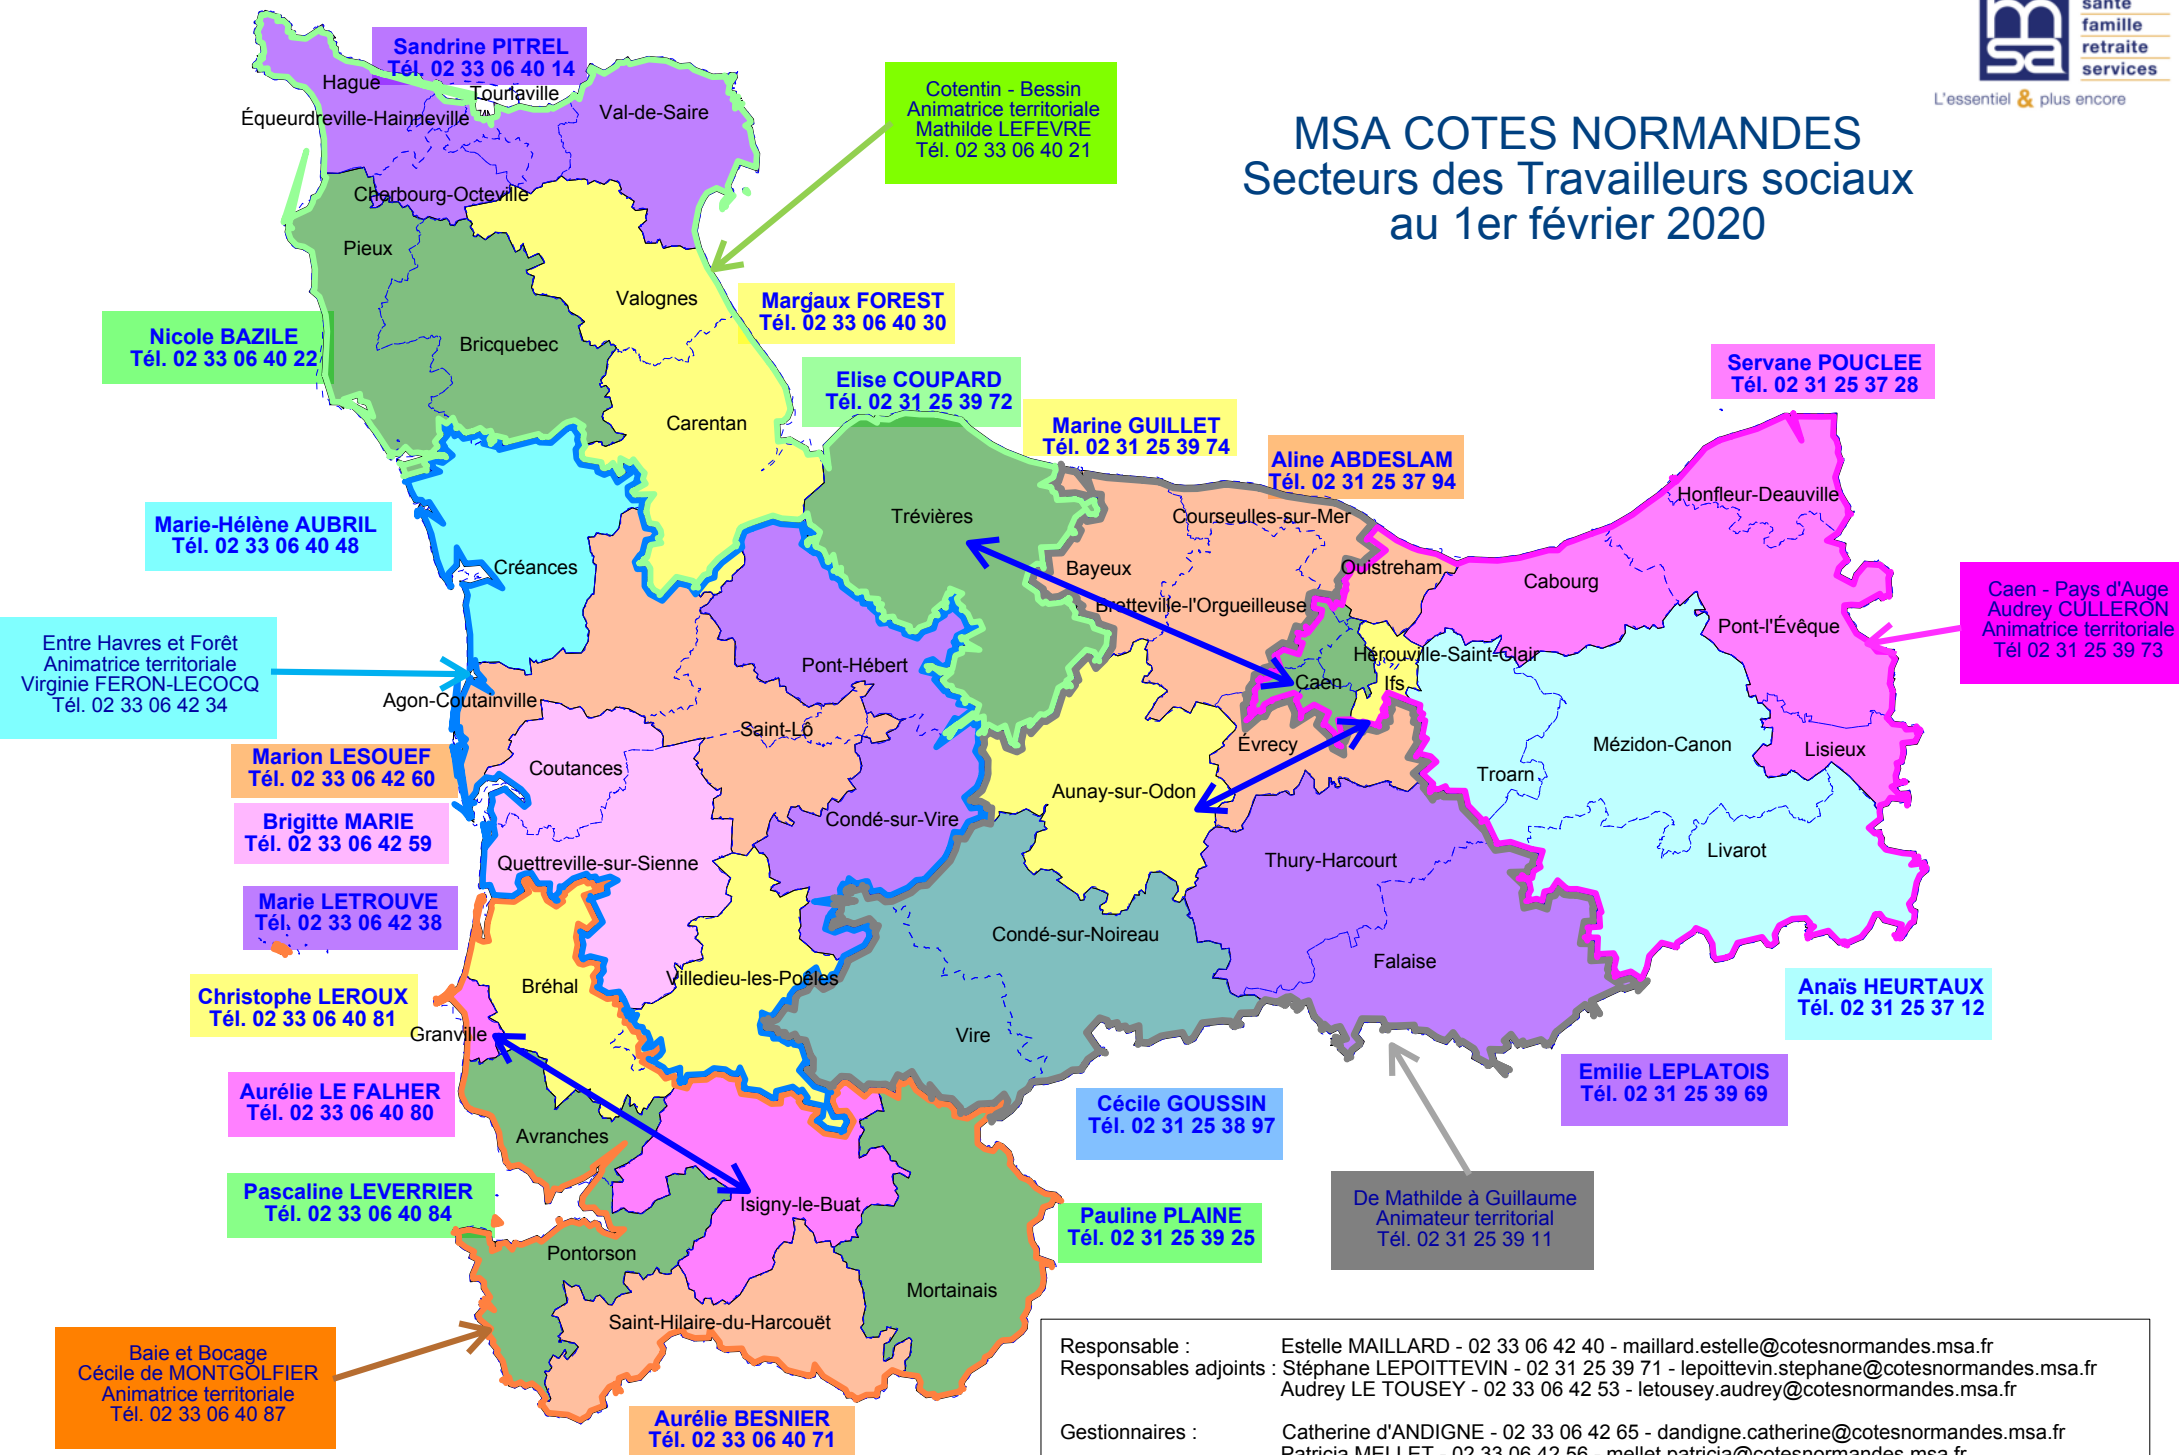 santé
famille
retraite
services
msa
L'essentiel & plus encore
MSA COTES NORMANDES
Secteurs des Travailleurs sociaux
au 1er février 2020
Sandrine PITREL
Tél. 02 33 06 40 14
Hague
Tourlaville
Équeurdreville-Hainneville
Val-de-Saire
Cherbourg-Octeville
Cotentin - Bessin
Animatrice territoriale
Mathilde LEFEVRE
Tél. 02 33 06 40 21
Pieux
Valognes
Bricquebec
Carentan
Nicole BAZILE
Tél. 02 33 06 40 22
Margaux FOREST
Tél. 02 33 06 40 30
Elise COUPARD
Tél. 02 31 25 39 72
Marine GUILLET
Tél. 02 31 25 39 74
Aline ABDESLAM
Tél. 02 31 25 37 94
Servane POUCLEE
Tél. 02 31 25 37 28
Marie-Hélène AUBRIL
Tél. 02 33 06 40 48
Créances
Trévières
Bayeux
Courseulles-sur-Mer
Bretteville-l'Orgueilleuse
Ouistreham
Cabourg
Honfleur-Deauville
Pont-l'Évêque
Hérouville-Saint-Clair
Caen
Ifs
Caen - Pays d'Auge
Audrey CULLERON
Animatrice territoriale
Tél 02 31 25 39 73
Entre Havres et Forêt
Animatrice territoriale
Virginie FERON-LECOCQ
Tél. 02 33 06 42 34
Agon-Coutainville
Pont-Hébert
Saint-Lô
Coutances
Évrecy
Aunay-sur-Odon
Troarn
Mézidon-Canon
Lisieux
Livarot
Marion LESOUEF
Tél. 02 33 06 42 60
Brigitte MARIE
Tél. 02 33 06 42 59
Condé-sur-Vire
Quettreville-sur-Sienne
Thury-Harcourt
Falaise
Marie LETROUVE
Tél. 02 33 06 42 38
Condé-sur-Noireau
Vire
Villedieu-les-Poêles
Bréhal
Granville
Christophe LEROUX
Tél. 02 33 06 40 81
Anaïs HEURTAUX
Tél. 02 31 25 37 12
Emilie LEPLATOIS
Tél. 02 31 25 39 69
Aurélie LE FALHER
Tél. 02 33 06 40 80
Cécile GOUSSIN
Tél. 02 31 25 38 97
Avranches
Isigny-le-Buat
Pascaline LEVERRIER
Tél. 02 33 06 40 84
Pauline PLAINE
Tél. 02 31 25 39 25
De Mathilde à Guillaume
Animateur territorial
Tél. 02 31 25 39 11
Pontorson
Mortainais
Saint-Hilaire-du-Harcouët
Baie et Bocage
Cécile de MONTGOLFIER
Animatrice territoriale
Tél. 02 33 06 40 87
Aurélie BESNIER
Tél. 02 33 06 40 71
Responsable : Estelle MAILLARD - 02 33 06 42 40 - maillard.estelle@cotesnormandes.msa.fr
Responsables adjoints : Stéphane LEPOITTEVIN - 02 31 25 39 71 - lepoittevin.stephane@cotesnormandes.msa.fr
Audrey LE TOUSEY - 02 33 06 42 53 - letousey.audrey@cotesnormandes.msa.fr
Gestionnaires : Catherine d'ANDIGNE - 02 33 06 42 65 - dandigne.catherine@cotesnormandes.msa.fr
Patricia MELLET - 02 33 06 42 56 - mellet.patricia@cotesnormandes.msa.fr